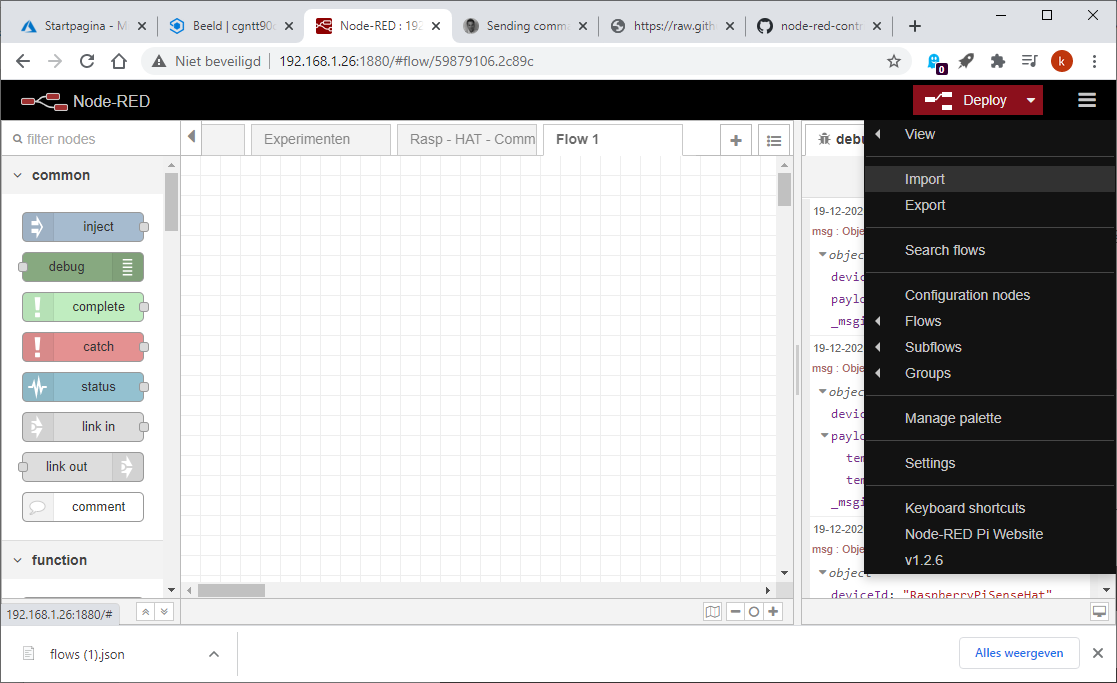 Startpagina - M
Beeld | cgntt90
Node-RED : 192
Sending comma
https://raw.gith
node-red-contr
Niet beveiligd
192.168.1.26:1880/#flow/59879106.2c89c
0
k
Node-RED
Deploy
filter nodes
Experimenten
Rasp - HAT - Comm
Flow 1
debu
common
inject
debug
complete
catch
status
link in
link out
comment
function
View
Import
Export
Search flows
Configuration nodes
Flows
Subflows
Groups
Manage palette
Settings
Keyboard shortcuts
Node-RED Pi Website
v1.2.6
19-12-202
msg : Obje
objec
devic
paylo
_msgi
19-12-202
msg : Obje
objec
devic
paylo
tem
tem
_msgi
19-12-202
msg : Obje
object
deviceId: "RaspberryPiSenseHat"
192.168.1.26:1880/#
flows (1).json
Alles weergeven